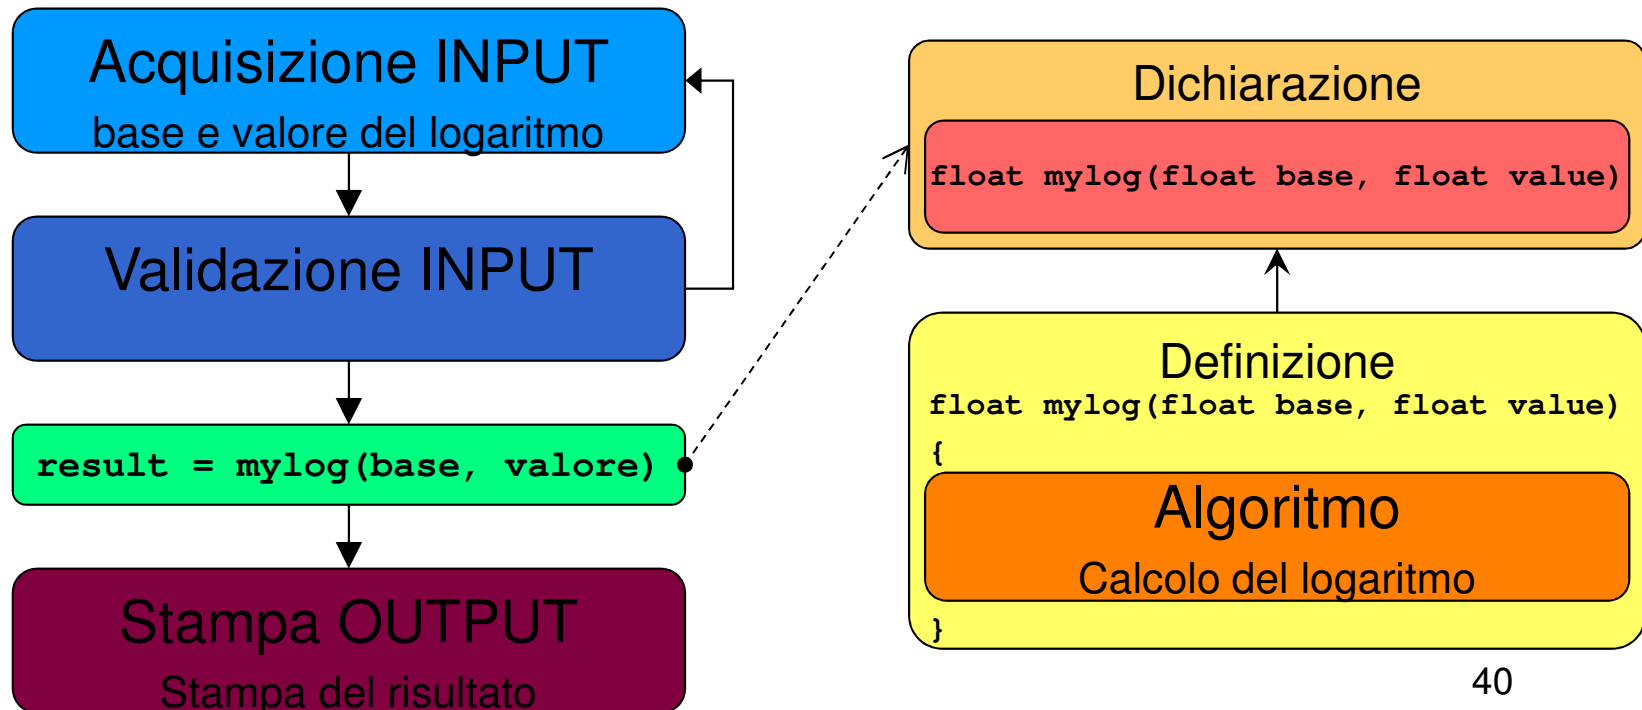 Acquisizione INPUT
base e valore del logaritmo
Validazione INPUT
result = mylog(base, valore)
Stampa OUTPUT
Stampa del risultato
Dichiarazione
float mylog(float base, float value)
Definizione
float mylog(float base, float value)
{
Algoritmo
Calcolo del logaritmo
}
40